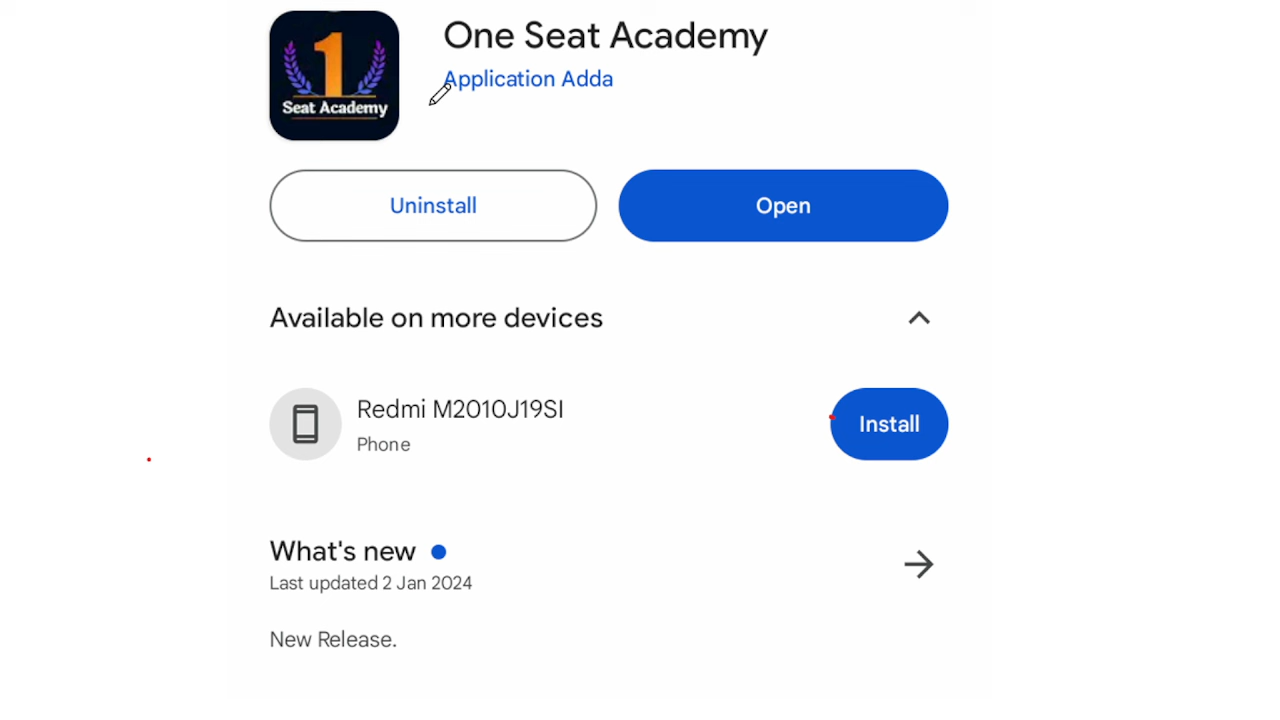 One Seat Academy
Application Adda
1
Seat Academy
Uninstall
Open
Available on more devices
Redmi M2010J19SI
Phone
Install
What's new
Last updated 2 Jan 2024
New Release.